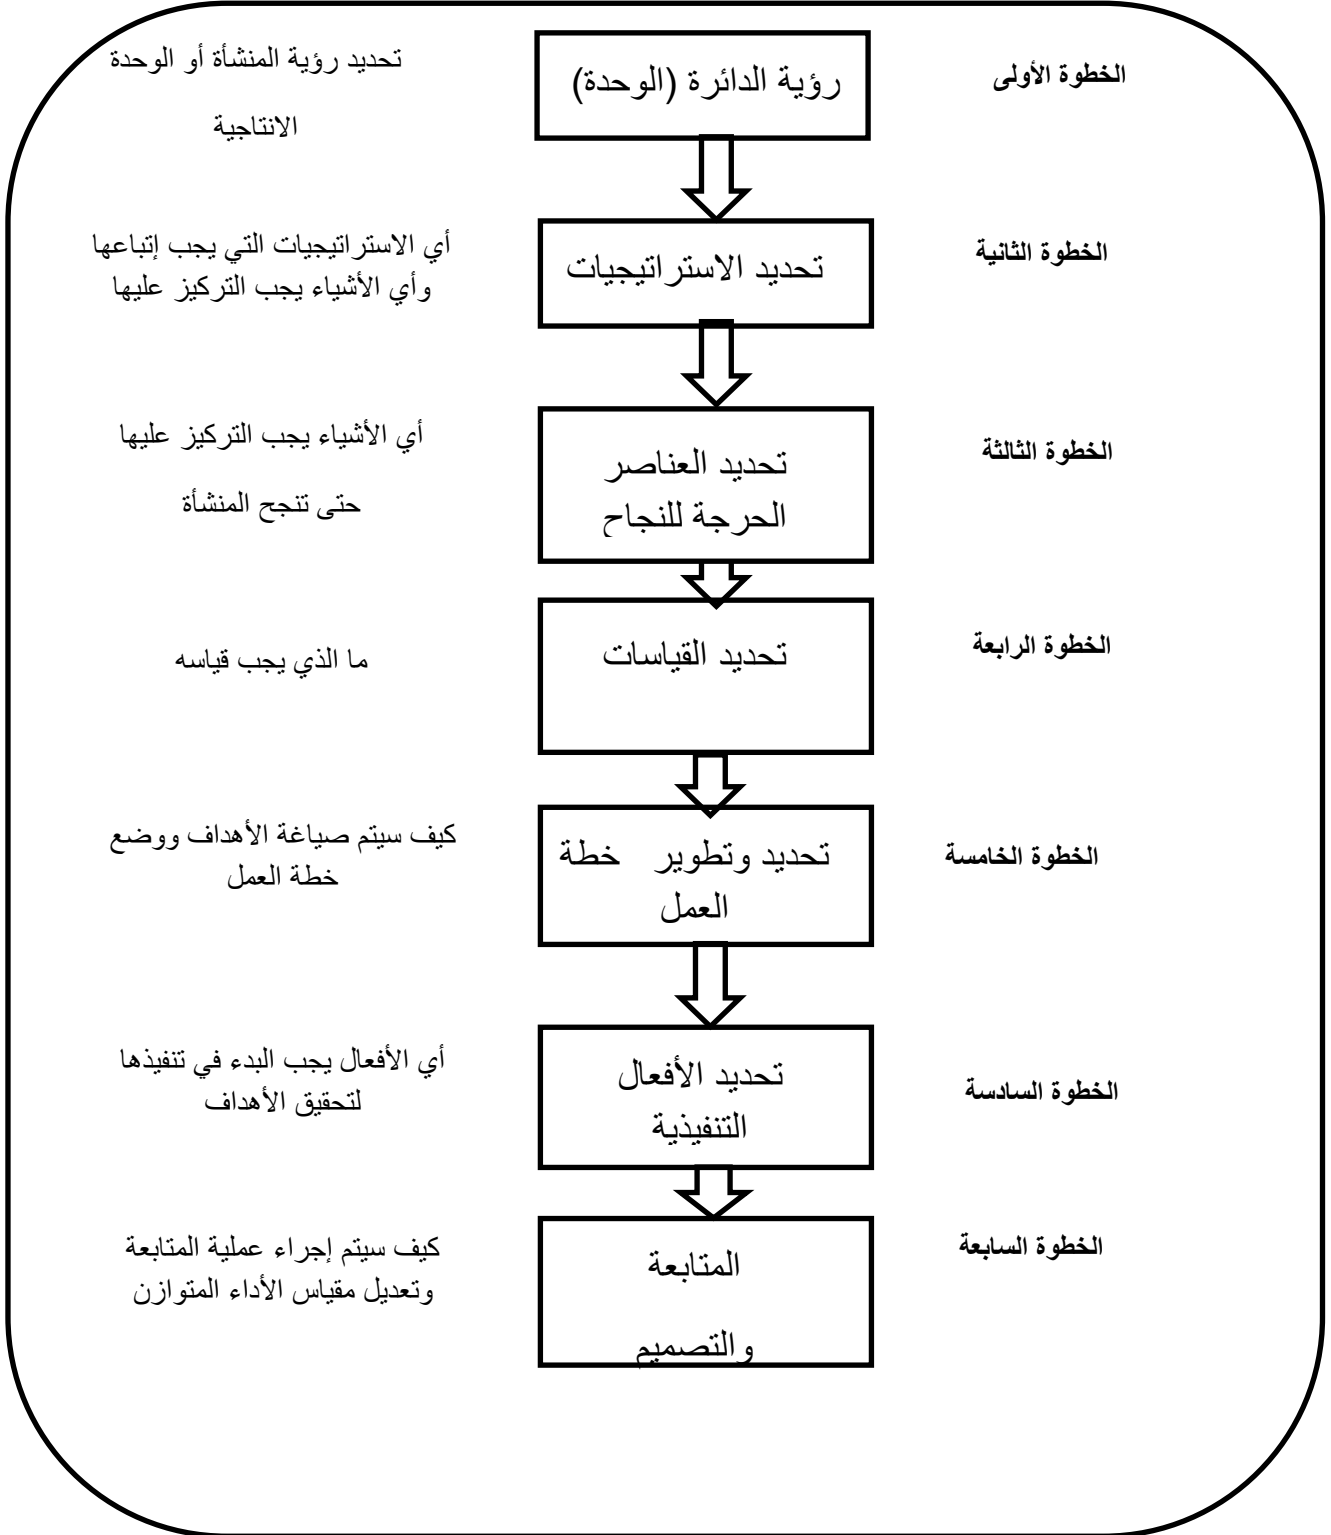 الخطوة الأولى
رؤية الدائرة (الوحدة)
تحديد رؤية المنشأة أو الوحدة
الانتاجية
الخطوة الثانية
تحديد الاستراتيجيات
أي الاستراتيجيات التي يجب إتباعها
وأي الأشياء يجب التركيز عليها
الخطوة الثالثة
تحديد العناصر
الحرجة للنجاح
أي الأشياء يجب التركيز عليها
حتى تنجح المنشأة
الخطوة الرابعة
تحديد القياسات
ما الذي يجب قياسه
الخطوة الخامسة
تحديد وتطوير خطة
العمل
كيف سيتم صياغة الأهداف ووضع
خطة العمل
الخطوة السادسة
تحديد الأفعال
التنفيذية
أي الأفعال يجب البدء في تنفيذها
لتحقيق الأهداف
الخطوة السابعة
المتابعة
والتصميم
كيف سيتم إجراء عملية المتابعة
وتعديل مقياس الأداء المتوازن